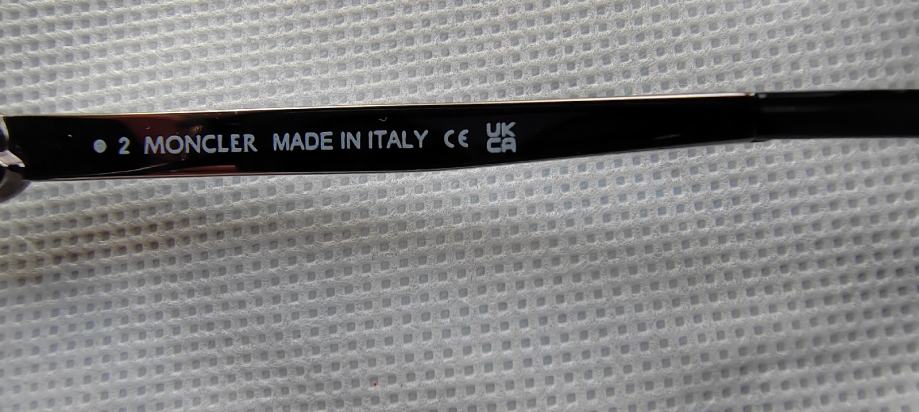 • 2 MONCLER MADE IN ITALY CE UK
CA